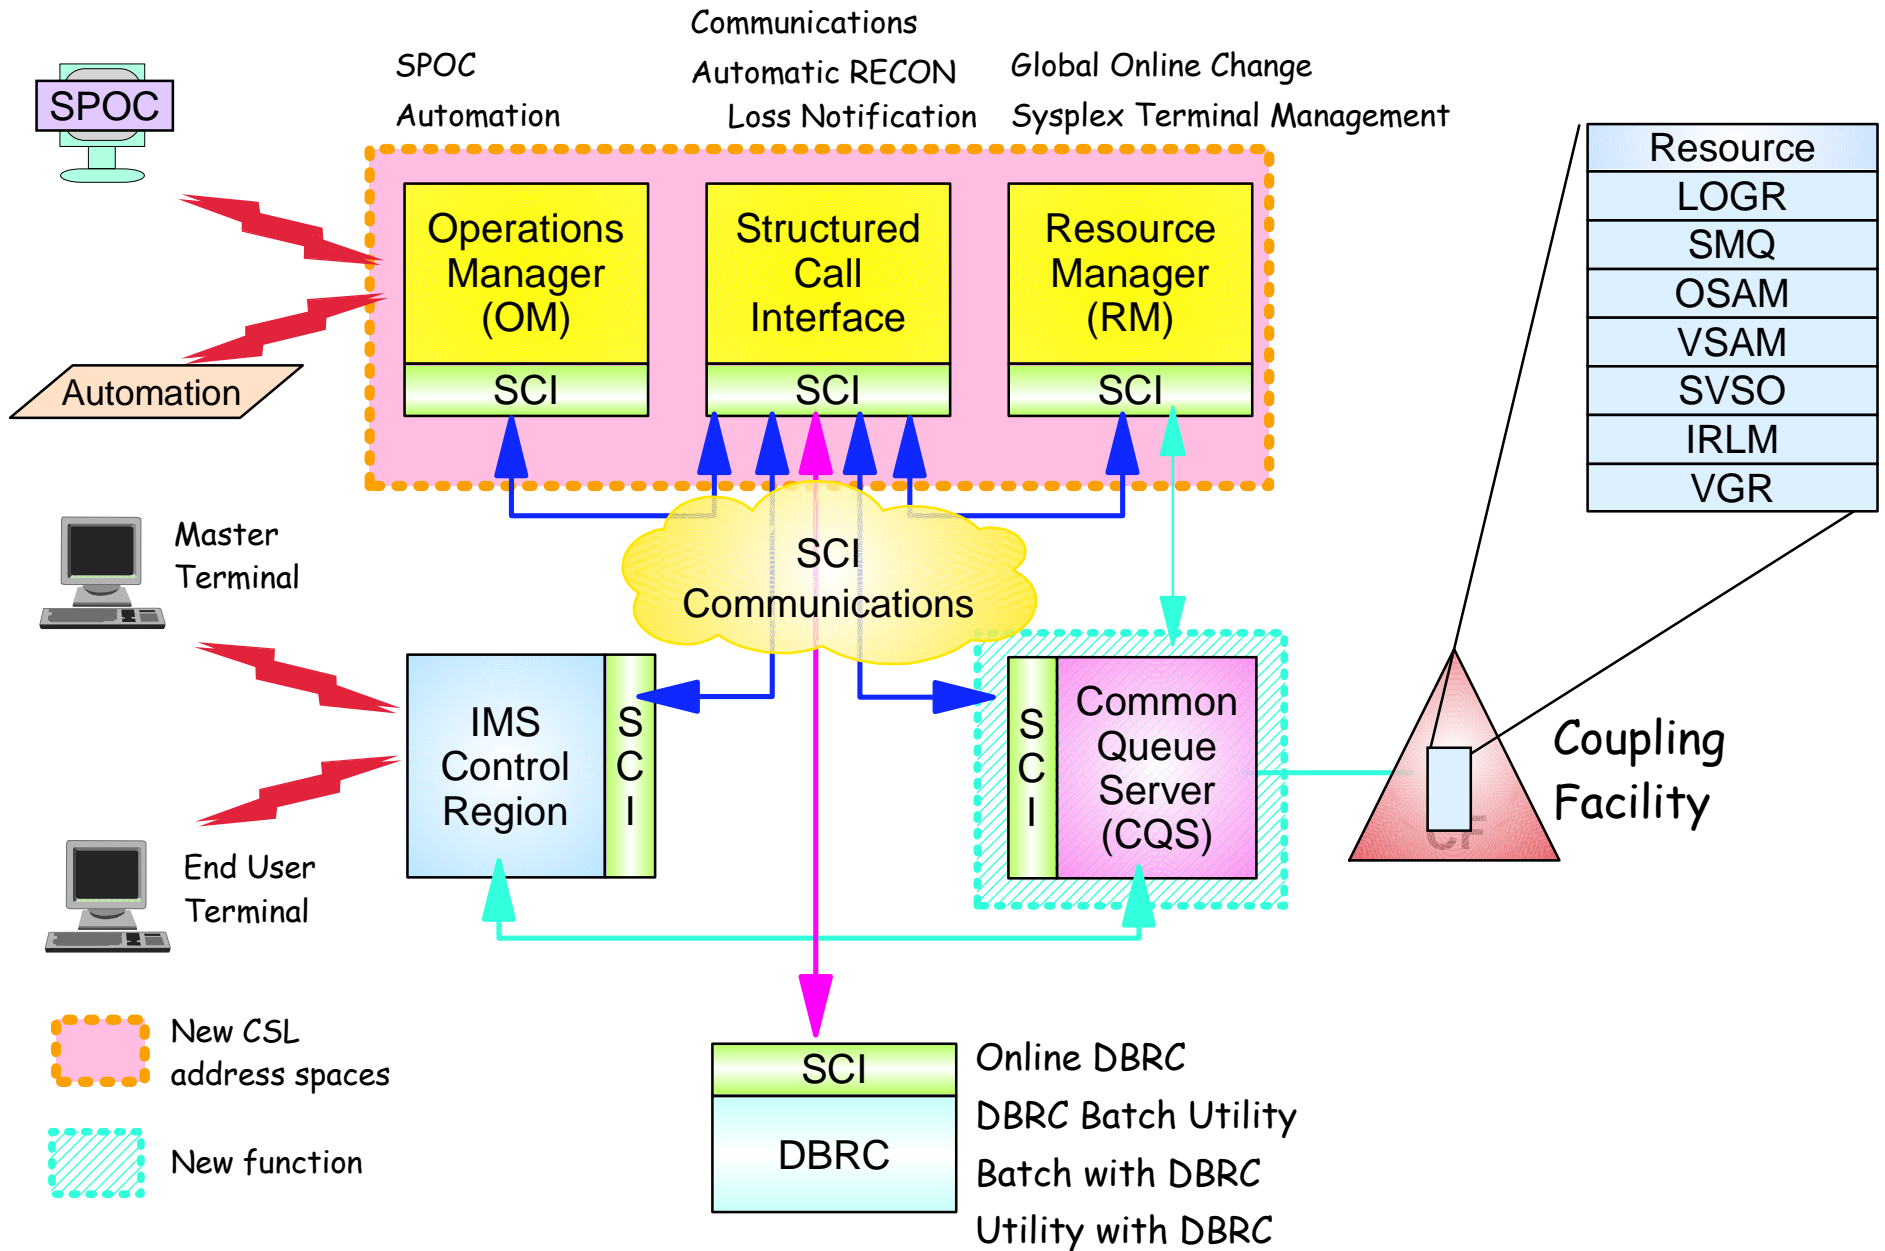 Communications
SPOC
Automatic RECON
Global Online Change
Automation
Loss Notification
Sysplex Terminal Management
SPOC
Operations
Manager
(OM)
SCI
Structured
Call
Interface
SCI
Resource
Manager
(RM)
SCI
Resource
LOGR
SMQ
OSAM
VSAM
SVSO
IRLM
VGR
Automation
Master
Terminal
SCI
Communications
IMS
Control
Region
S
C
I
S
C
I
Common
Queue
Server
(CQS)
CF
Coupling
Facility
End User
Terminal
New CSL
address spaces
New function
SCI
DBRC
Online DBRC
DBRC Batch Utility
Batch with DBRC
Utility with DBRC